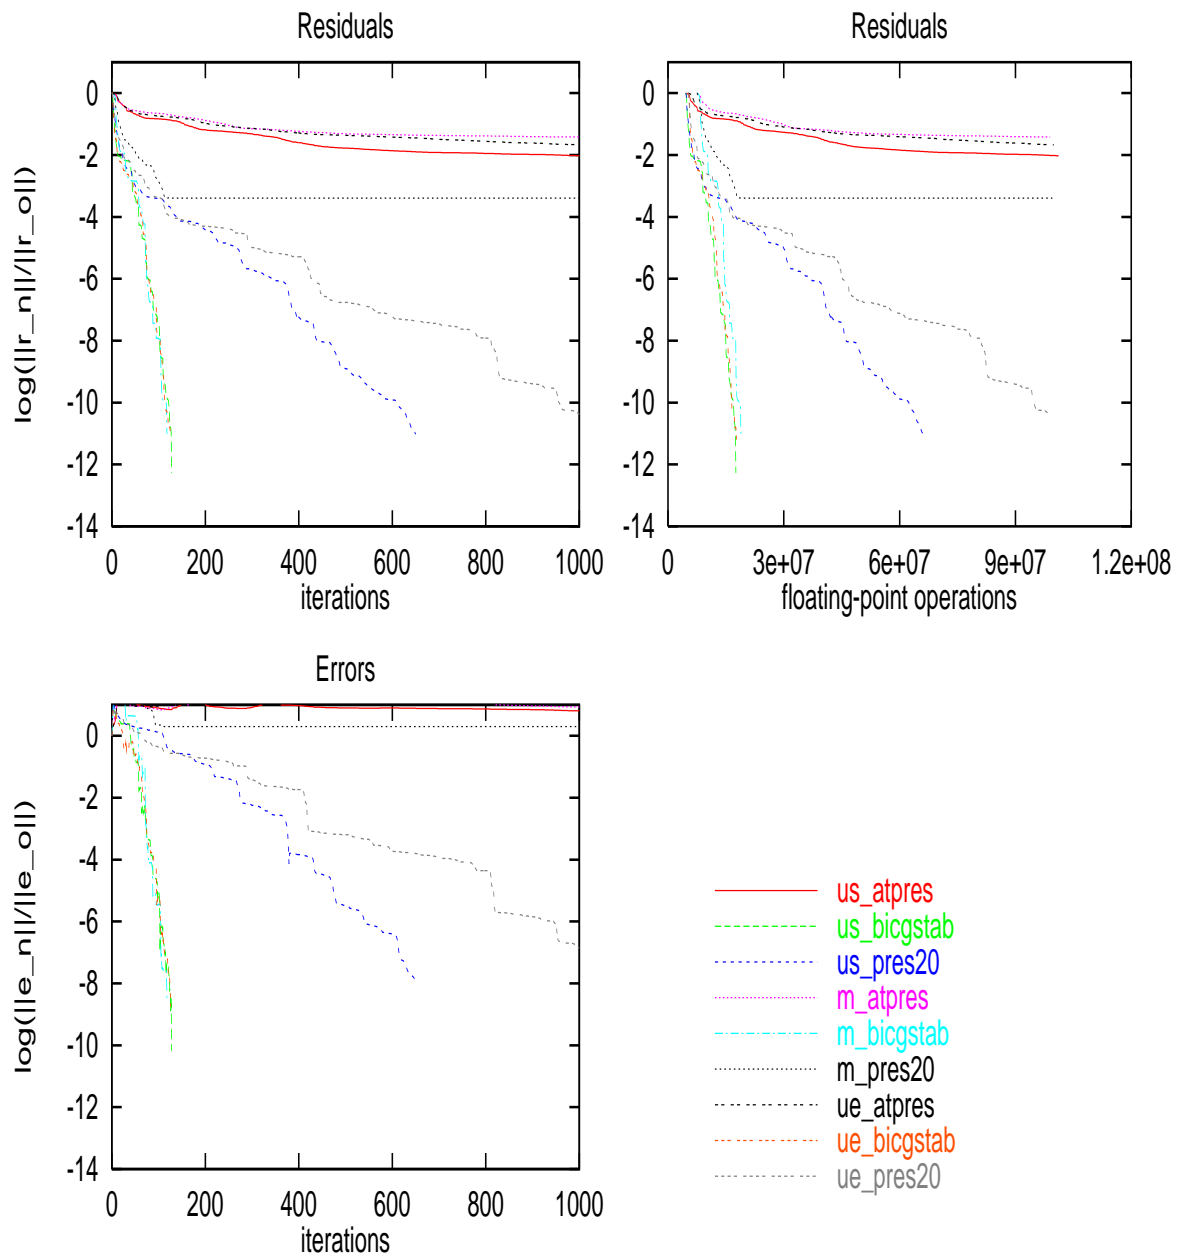 Residuals
0
-2
-4
-6
-8
-10
-12
-14
log(||r_n||/||r_o||)
0 200 400 600 800 1000
iterations
Residuals
0
-2
-4
-6
-8
-10
-12
-14
0 3e+07 6e+07 9e+07 1.2e+08
floating-point operations
Errors
0
-2
-4
-6
-8
-10
-12
-14
log(||e_n||/||e_o||)
0 200 400 600 800 1000
iterations
us_atpres
us_bicgstab
us_pres20
m_atpres
m_bicgstab
m_pres20
ue_atpres
ue_bicgstab
ue_pres20